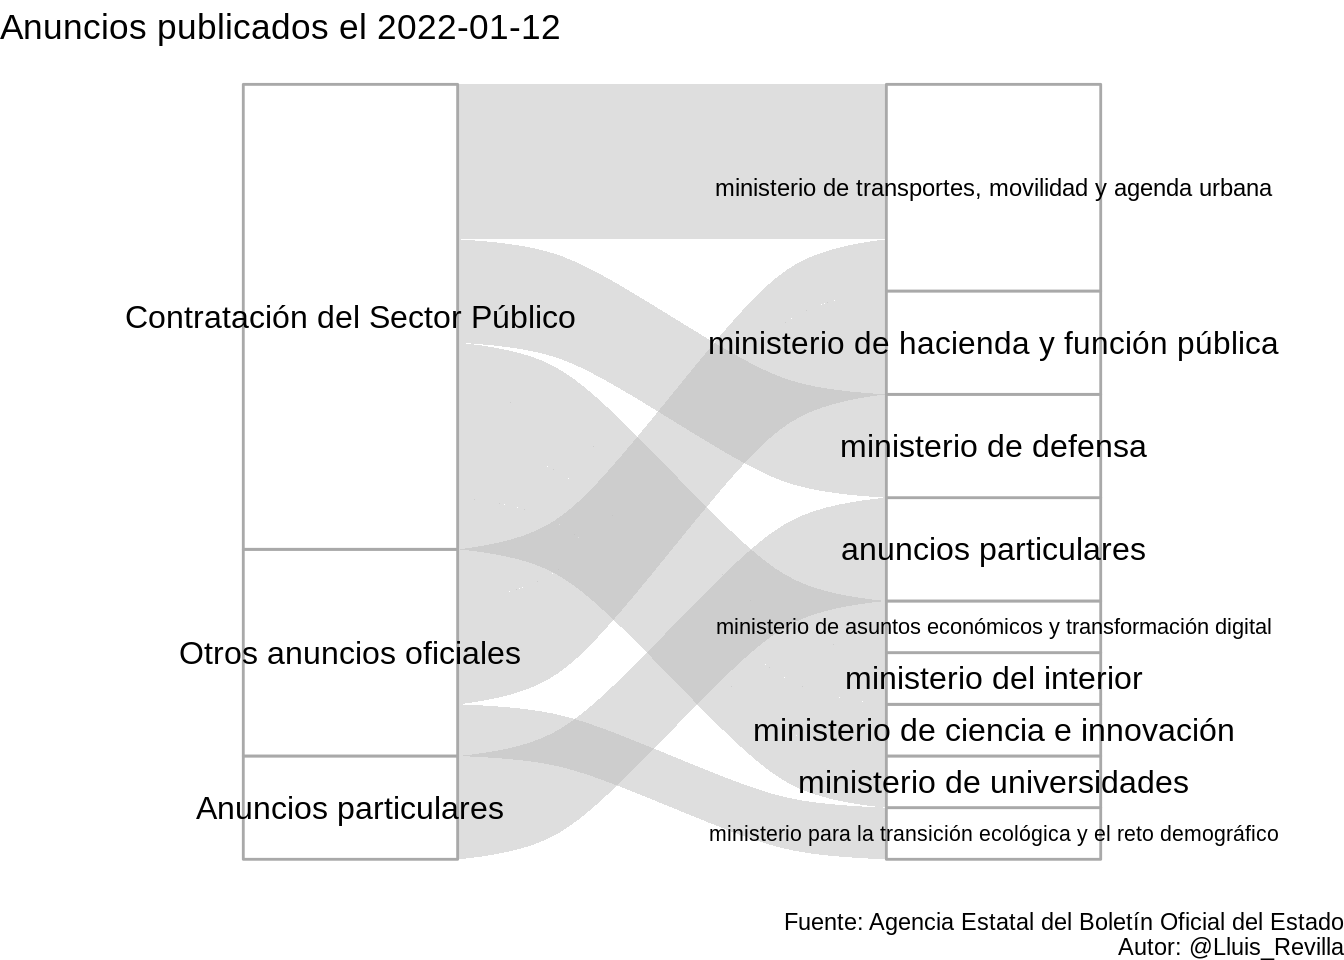 Anuncios publicados el 2022-01-12
Contratación del Sector Público
Otros anuncios oficiales
Anuncios particulares
ministerio de transportes, movilidad y agenda urbana
ministerio de hacienda y función pública
ministerio de defensa
anuncios particulares
ministerio de asuntos económicos y transformación digital
ministerio del interior
ministerio de ciencia e innovación
ministerio de universidades
ministerio para la transición ecológica y el reto demográfico
Fuente: Agencia Estatal del Boletín Oficial del Estado
Autor: @Lluis_Revilla